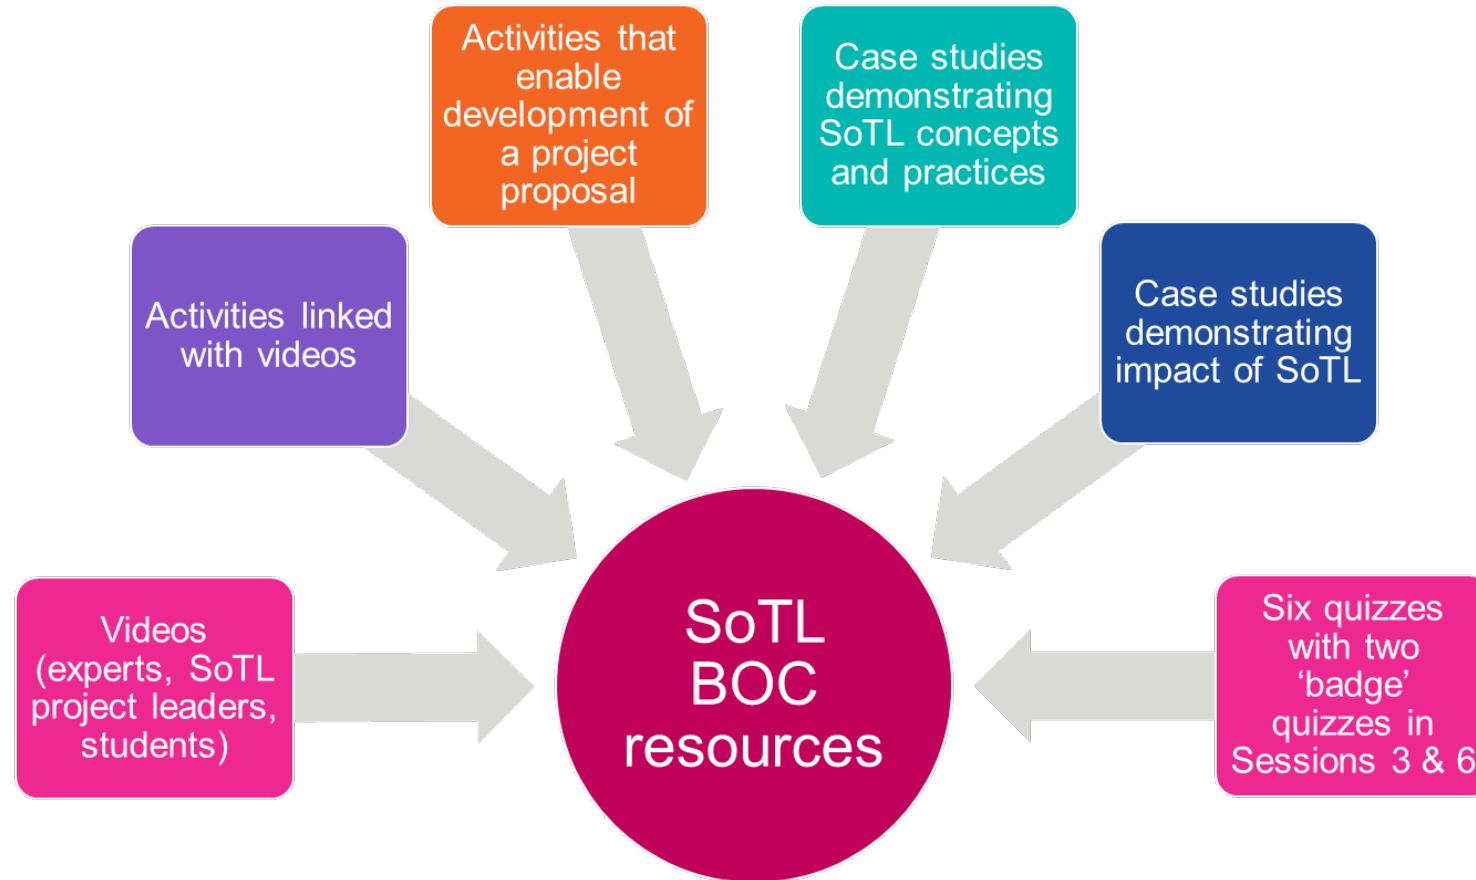 Activities that
enable
development of
a project
proposal
Case studies
demonstrating
SoTL concepts
and practices
Activities linked
with videos
Case studies
demonstrating
impact of SoTL
Videos
(experts, SoTL
project leaders,
students)
SoTL
BOC
resources
Six quizzes
with two
‘badge’
quizzes in
Sessions 3 & 6